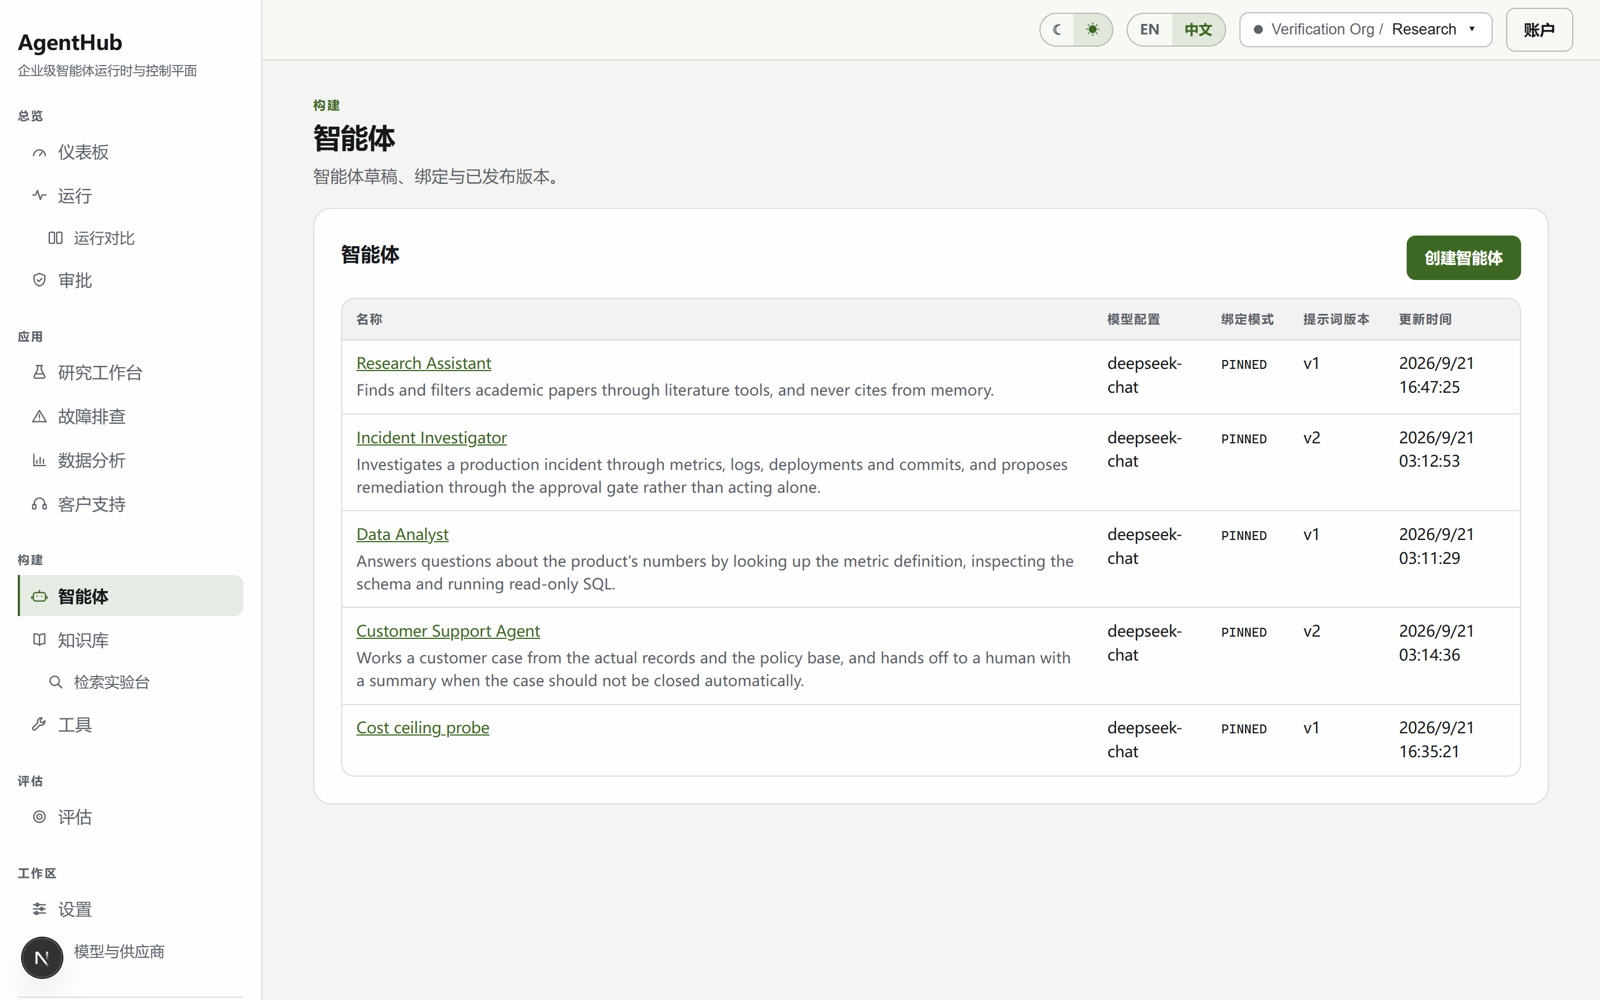 AgentHub
企业级智能体运行时与控制平面
总览
仪表板
运行
运行对比
审批
应用
研究工作台
故障排查
数据分析
客户支持
构建
智能体
知识库
检索实验台
工具
评估
评估
工作区
设置
模型与供应商
N
EN 中文
Verification Org / Research
账户
构建
智能体
智能体草稿、绑定与已发布版本。
智能体
创建智能体
名称 模型配置 绑定模式 提示词版本 更新时间
Research Assistant
Finds and filters academic papers through literature tools, and never cites from memory.
deepseek-
chat
PINNED
v1
2026/9/21
16:47:25
Incident Investigator
Investigates a production incident through metrics, logs, deployments and commits, and proposes
remediation through the approval gate rather than acting alone.
deepseek-
chat
PINNED
v2
2026/9/21
03:12:53
Data Analyst
Answers questions about the product's numbers by looking up the metric definition, inspecting the
schema and running read-only SQL.
deepseek-
chat
PINNED
v1
2026/9/21
03:11:29
Customer Support Agent
Works a customer case from the actual records and the policy base, and hands off to a human with
a summary when the case should not be closed automatically.
deepseek-
chat
PINNED
v2
2026/9/21
03:14:36
Cost ceiling probe
deepseek-
chat
PINNED
v1
2026/9/21
16:35:21